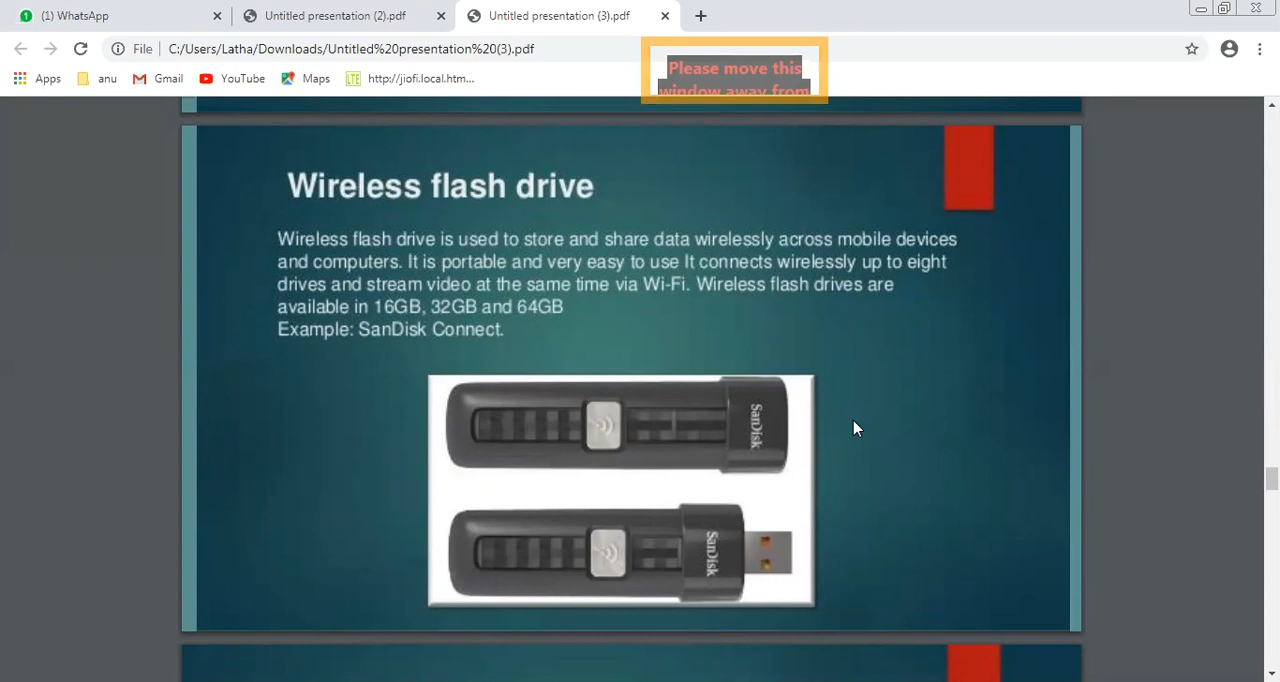 (1) WhatsApp
Untitled presentation (2).pdf
Untitled presentation (3).pdf
File
C:/Users/Latha/Downloads/Untitled%20presentation%20(3).pdf
Please move this
window away from
Apps
anu
Gmail
YouTube
Maps
LTE
http://jiofi.local.htm...
Wireless flash drive
Wireless flash drive is used to store and share data wirelessly across mobile devices
and computers. It is portable and very easy to use It connects wirelessly up to eight
drives and stream video at the same time via Wi-Fi. Wireless flash drives are
available in 16GB, 32GB and 64GB
Example: SanDisk Connect.
SanDisk
SanDisk